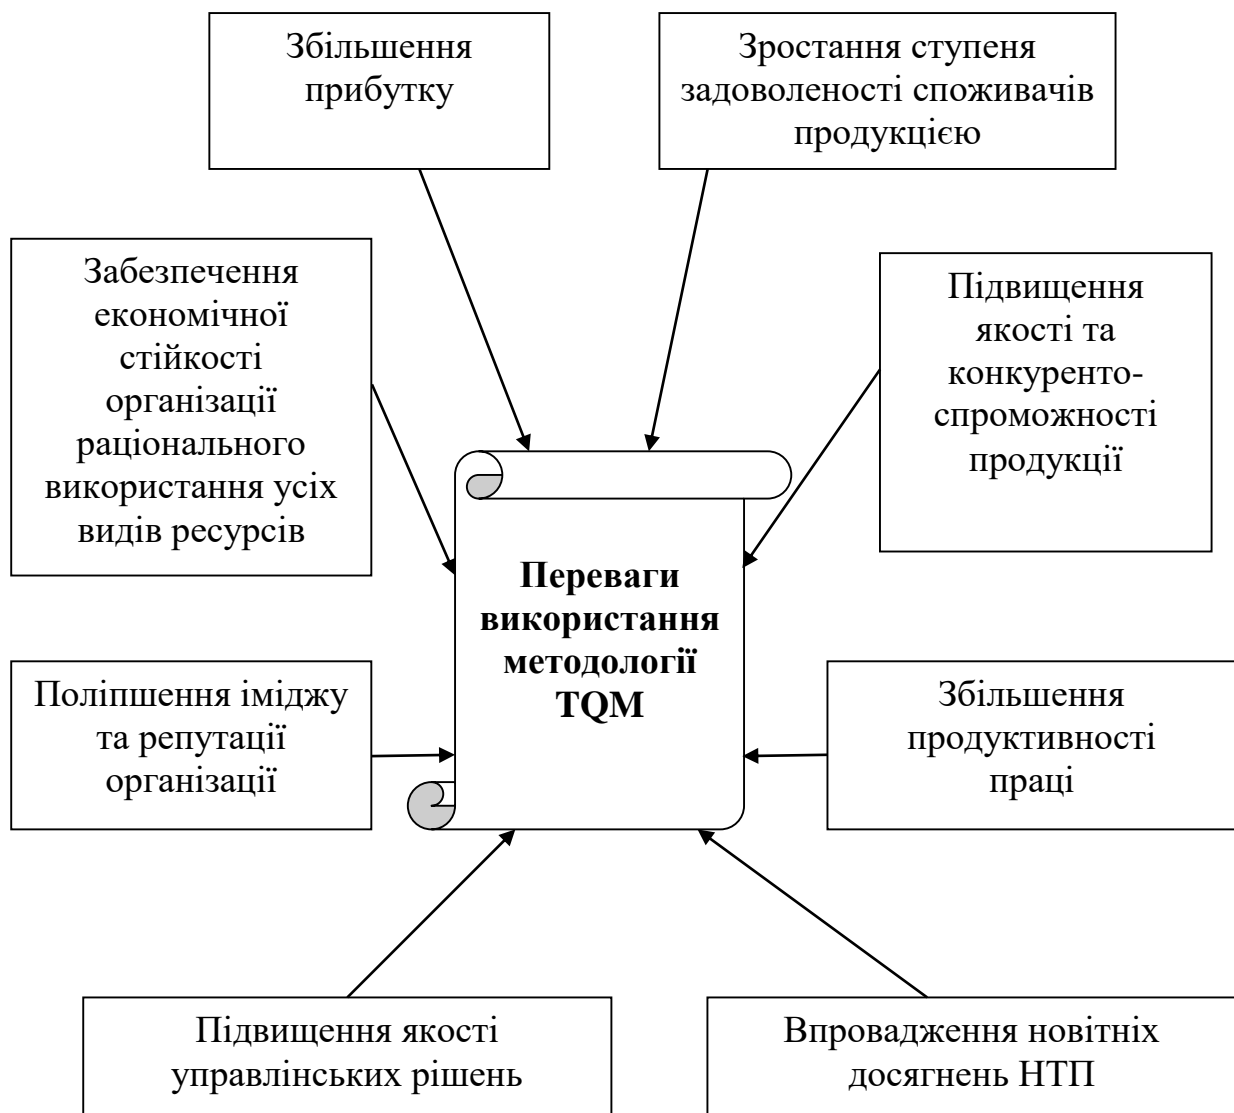 Збільшення
прибутку
Зростання ступеня
задоволеності споживачів
продукцією
Забезпечення
економічної
стійкості
організації
раціонального
використання усіх
видів ресурсів
Підвищення
якості та
конкуренто-
спроможності
продукції
Переваги
використання
методології
TQM
Поліпшення іміджу
та репутації
організації
Збільшення
продуктивності
праці
Підвищення якості
управлінських рішень
Впровадження новітніх
досягнень НТП